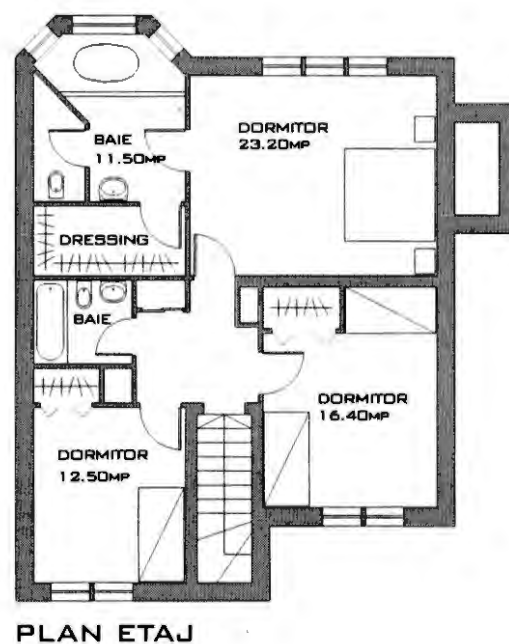 BAIE
11.50MP
DORMITOR
23.20MP
DRESSING
BAIE
DORMITOR
16.40MP
DORMITOR
12.50MP
PLAN ETAJ